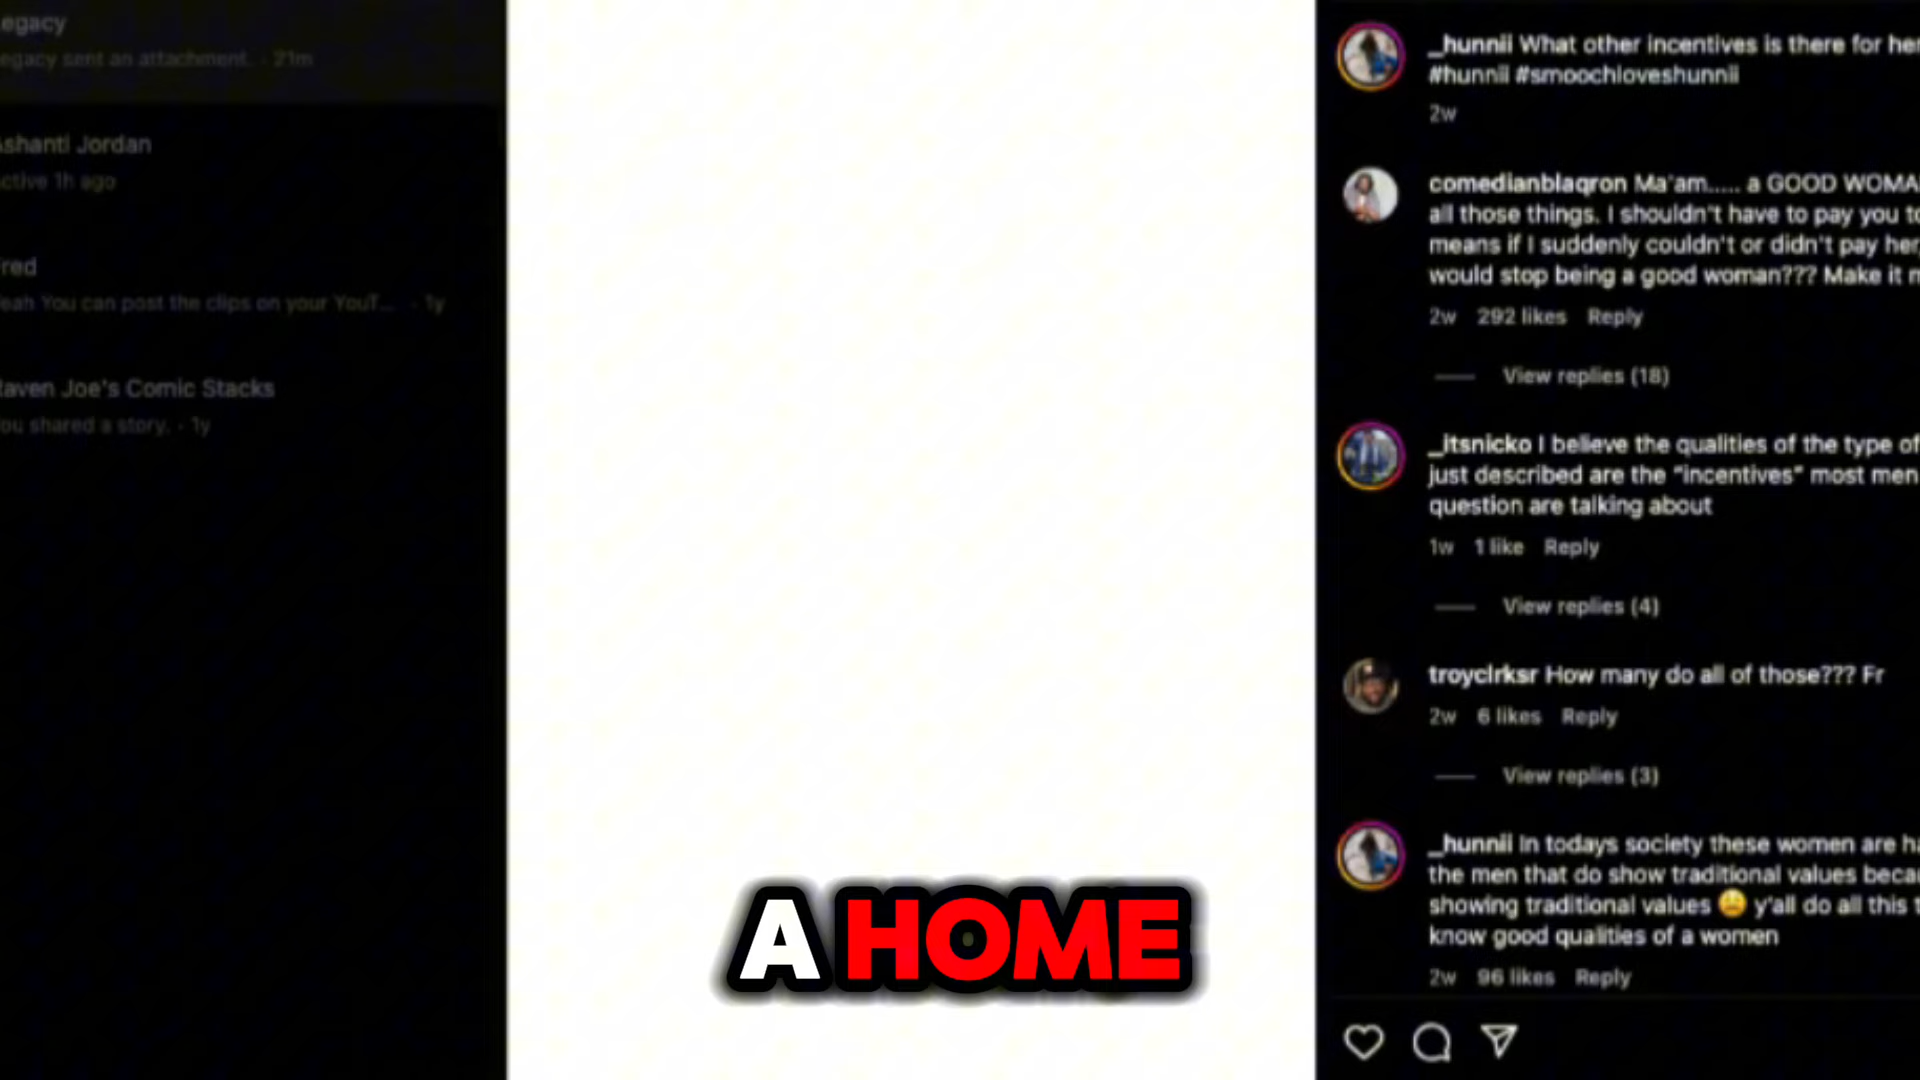 egacy
egacy sent an attachment. · 21m
shanti Jordan
ctive 1h ago
red
eah You can post the clips on your YouT... · 1y
aven Joe's Comic Stacks
ou shared a story. · 1y
A HOME
_hunnii What other incentives is there for her
#hunnii #smoochloveshunnii
2w
comedianblaqron Ma'am..... a GOOD WOMA
all those things. I shouldn't have to pay you to
means if I suddenly couldn't or didn't pay her,
would stop being a good woman??? Make it m
2w 292 likes Reply
View replies (18)
_itsnicko I believe the qualities of the type of
just described are the "incentives" most men
question are talking about
1w 1 like Reply
View replies (4)
troyclrksr How many do all of those??? Fr
2w 6 likes Reply
View replies (3)
_hunnii In todays society these women are ha
the men that do show traditional values becau
showing traditional values 😩 y'all do all this t
know good qualities of a women
2w 96 likes Reply